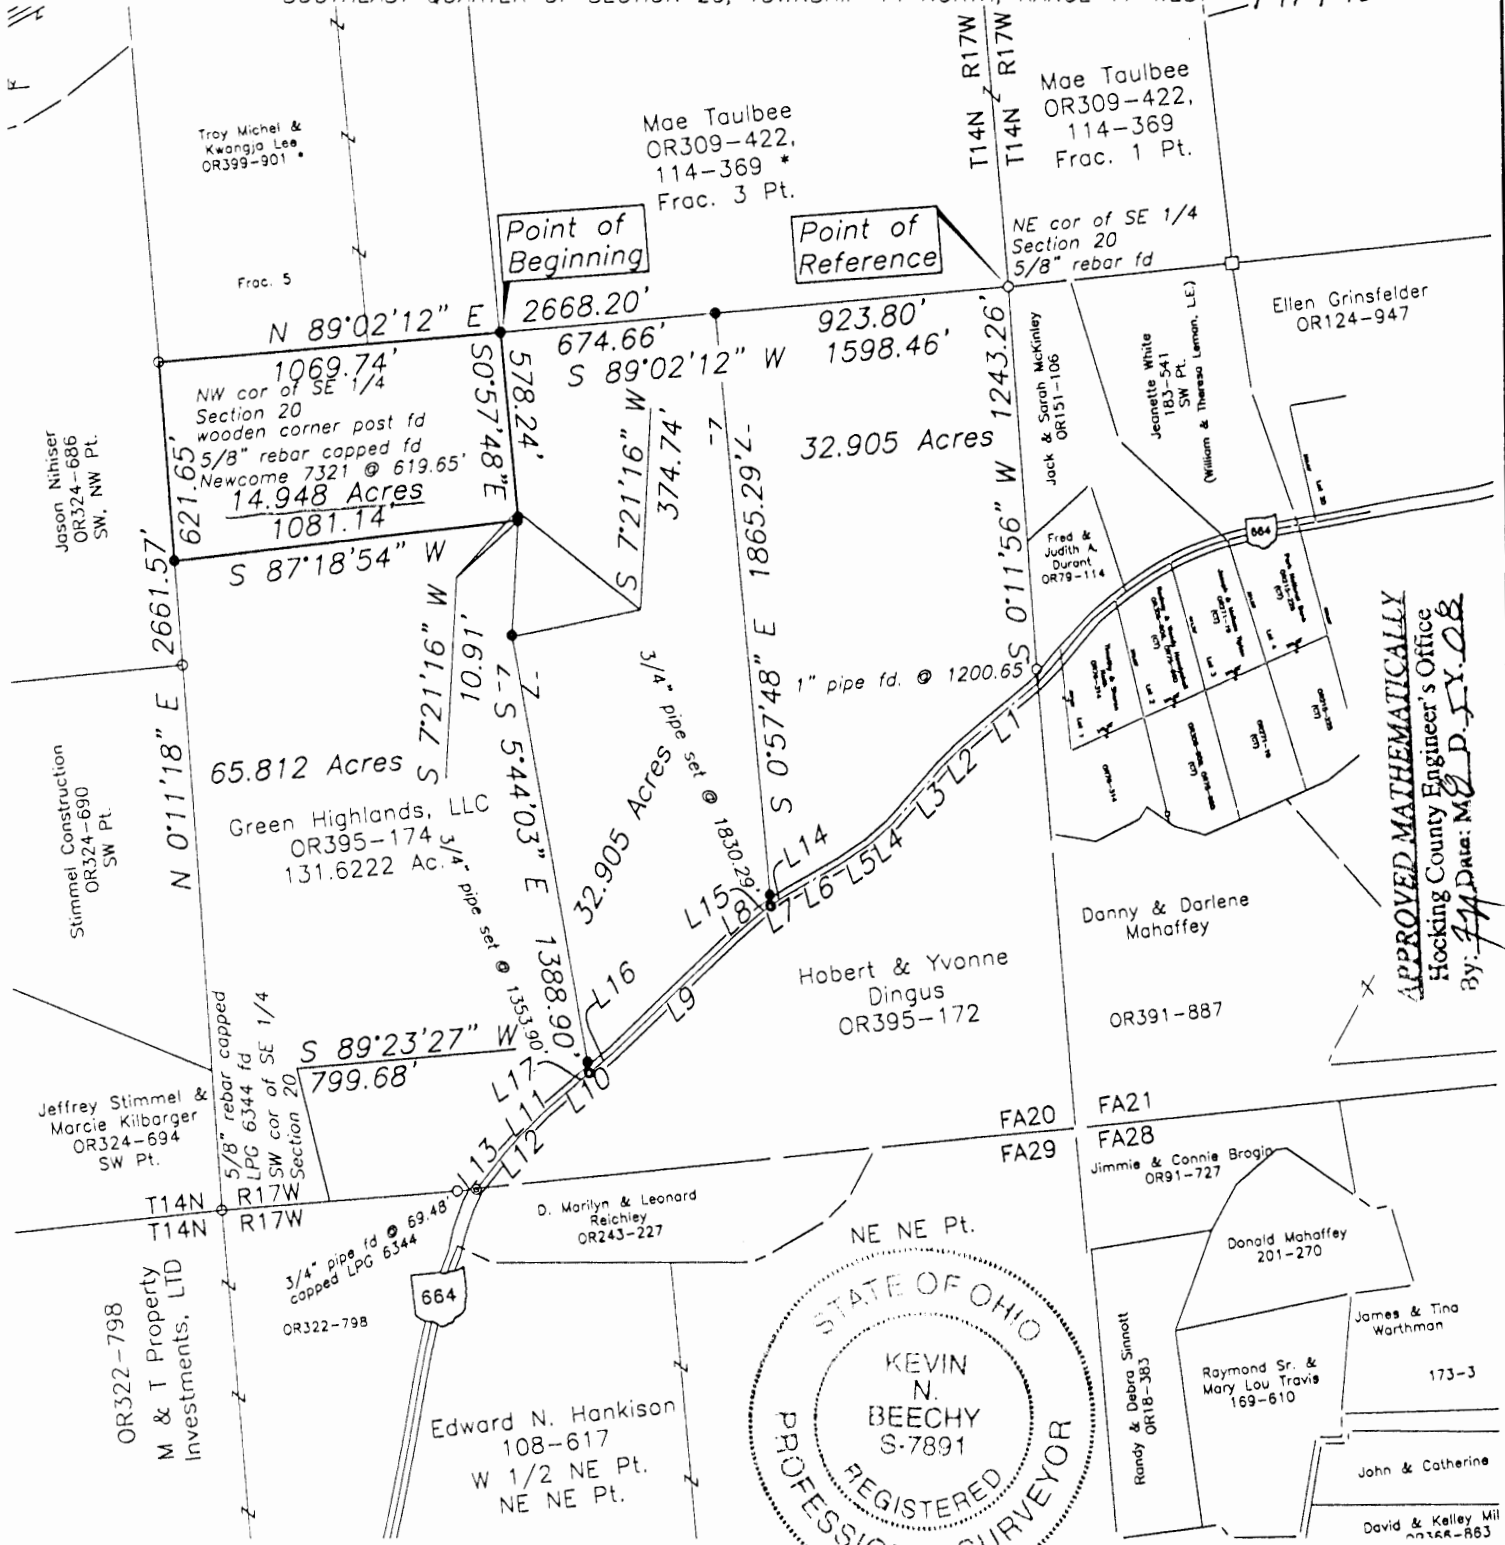 T14N R17W
T14N R17W
Mae Taulbee
OR309-422,
114-369
Frac. 1 Pt.
Mae Taulbee
OR309-422,
114-369 *
Frac. 3 Pt.
Troy Michel &
Kwangja Lee
OR399-901 *
Frac. 5
Point of
Beginning
Point of
Reference
NE cor of SE 1/4
Section 20
5/8" rebar fd
Ellen Grinsfelder
OR124-947
N 89°02'12" E
2668.20'
1069.74'
674.66'
S 89°02'12" W
923.80'
1598.46'
NW cor of SE 1/4
Section 20
wooden corner post fd
5/8" rebar capped fd
Newcome 7321 @ 619.65'
14.948 Acres
1081.14'
S 87°18'54" W
621.65'
S0°57'48"E
578.24'
S 7°21'16" W
374.74'
32.905 Acres
1243.26'
S 0°11'56" W
Jack & Sarah McKinley
OR151-106
Jeanette White
183-541
SW Pt.
(William & Theresa Lemon, LE)
Jason Nihiser
OR324-686
SW, NW Pt.
2661.57'
N 0°11'18" E
Stimmel Construction
OR324-690
SW Pt.
S 7°21'16" W
109.91'
S 5°44'03" E
1388.90'
1865.29'
S 0°57'48" E
3/4" pipe set @ 1830.29'
1" pipe fd. @ 1200.65'
Fred &
Judith A.
Durant
OR79-114
664
65.812 Acres
Green Highlands, LLC
OR395-174
131.6222 Ac.
3/4" pipe set @ 1353.90'
32.905 Acres
L1
L2
L3
L4
L5
L6
L7
L14
L15
L8
L9
L16
L17
L10
L11
L12
L13
Danny & Darlene
Mahaffey
OR391-887
Hobert & Yvonne
Dingus
OR395-172
APPROVED MATHEMATICALLY
Hocking County Engineer's Office
By:
Date:
S 89°23'27" W
799.68'
5/8" rebar capped
LPG 6344 fd
SW cor of SE 1/4
Section 20
Jeffrey Stimmel &
Marcie Kilbarger
OR324-694
SW Pt.
T14N R17W
T14N R17W
FA20 FA21
FA29 FA28
Jimmie & Connie Brogin
OR91-727
D. Marilyn & Leonard
Reichley
OR243-227
NE NE Pt.
Donald Mahaffey
201-270
3/4" pipe fd @ 69.48'
capped LPG 6344
664
OR322-798
OR322-798
M & T Property
Investments, LTD
Edward N. Hankison
108-617
W 1/2 NE Pt.
NE NE Pt.
STATE OF OHIO
KEVIN
N.
BEECHY
S-7891
REGISTERED
Randy & Debra Sinnott
OR18-383
James & Tina
Warthman
173-3
Raymond Sr. &
Mary Lou Travis
169-610
John & Catherine
David & Kelley